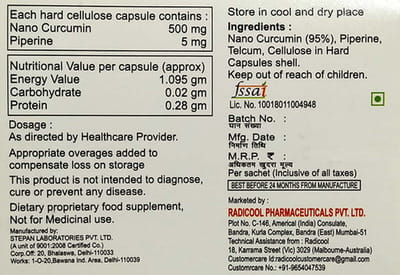 Each hard cellulose capsule contains :
Nano Curcumin 500 mg
Piperine 5 mg
Nutritional Value per capsule (approx)
Energy Value 1.095 gm
Carbohydrate 0.02 gm
Protein 0.28 gm
Dosage :
As directed by Healthcare Provider.
Appropriate overages added to
compensate loss on storage
This product is not intended to diagnose,
cure or prevent any disease.
Dietary proprietary food supplement,
Not for Medicinal use.
Manufactured by:
STEPAN LABORATORIES PVT. LTD.
(A unit of 9001:2008 Certified Co.)
Corp.Off: 20, Bhalaswa, Delhi-110033
Works: 1-O-20, Bawana Ind. Area, Delhi-110039
Store in cool and dry place
Ingredients :
Nano Curcumin (95%), Piperine,
Telcum, Cellulose in Hard
Capsules shell.
Keep out of reach of children.
fssai
Lic. No. 10018011004948
Batch No. :
घान संख्या
Mfg. Date :
निर्माण तिथि
M.R.P. ₹ :
अधिकतम खुदरा मूल्य
Per sachet (Inclusive of all taxes)
BEST BEFORE 24 MONTHS FROM MANUFACTURE
Marketed by :
RADICOOL PHARMACEUTICALS PVT. LTD.
Plot No. C-146, Amarical (India) Consulate,
Bandra, Kurla Complex, Bandra (East) Mumbai-51
Technical Assistance from : Radicool
18, Karrama Street (Nv) 3029 (Malboume-Australia)
Customercare Id:radicoolcustomercare@gmail.com
Customrcare No.: +91-9654047539